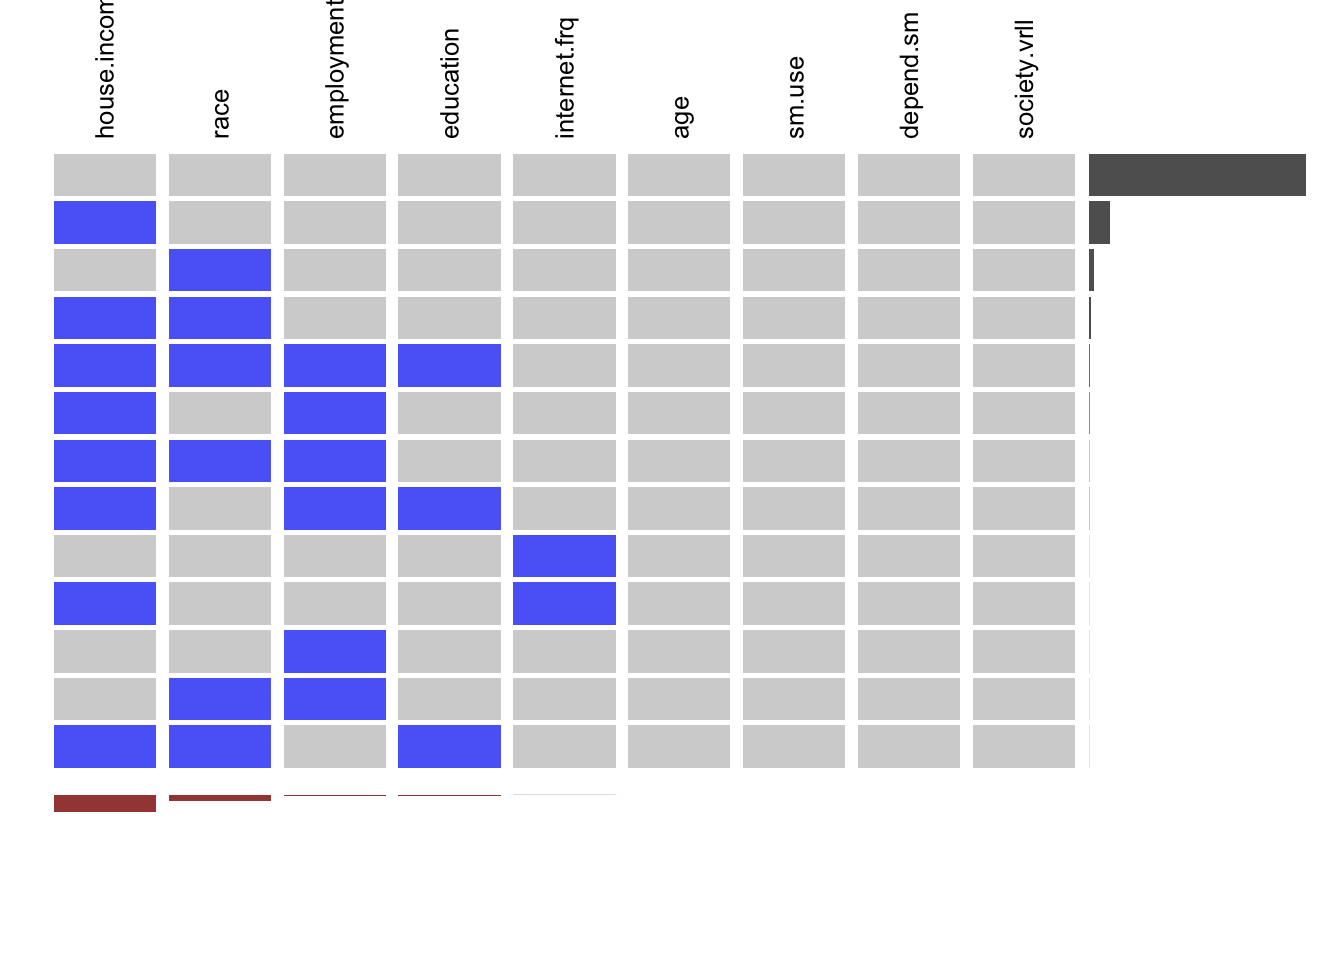 house.incom
race
employment
education
internet.frq
age
sm.use
depend.sm
society.vrll